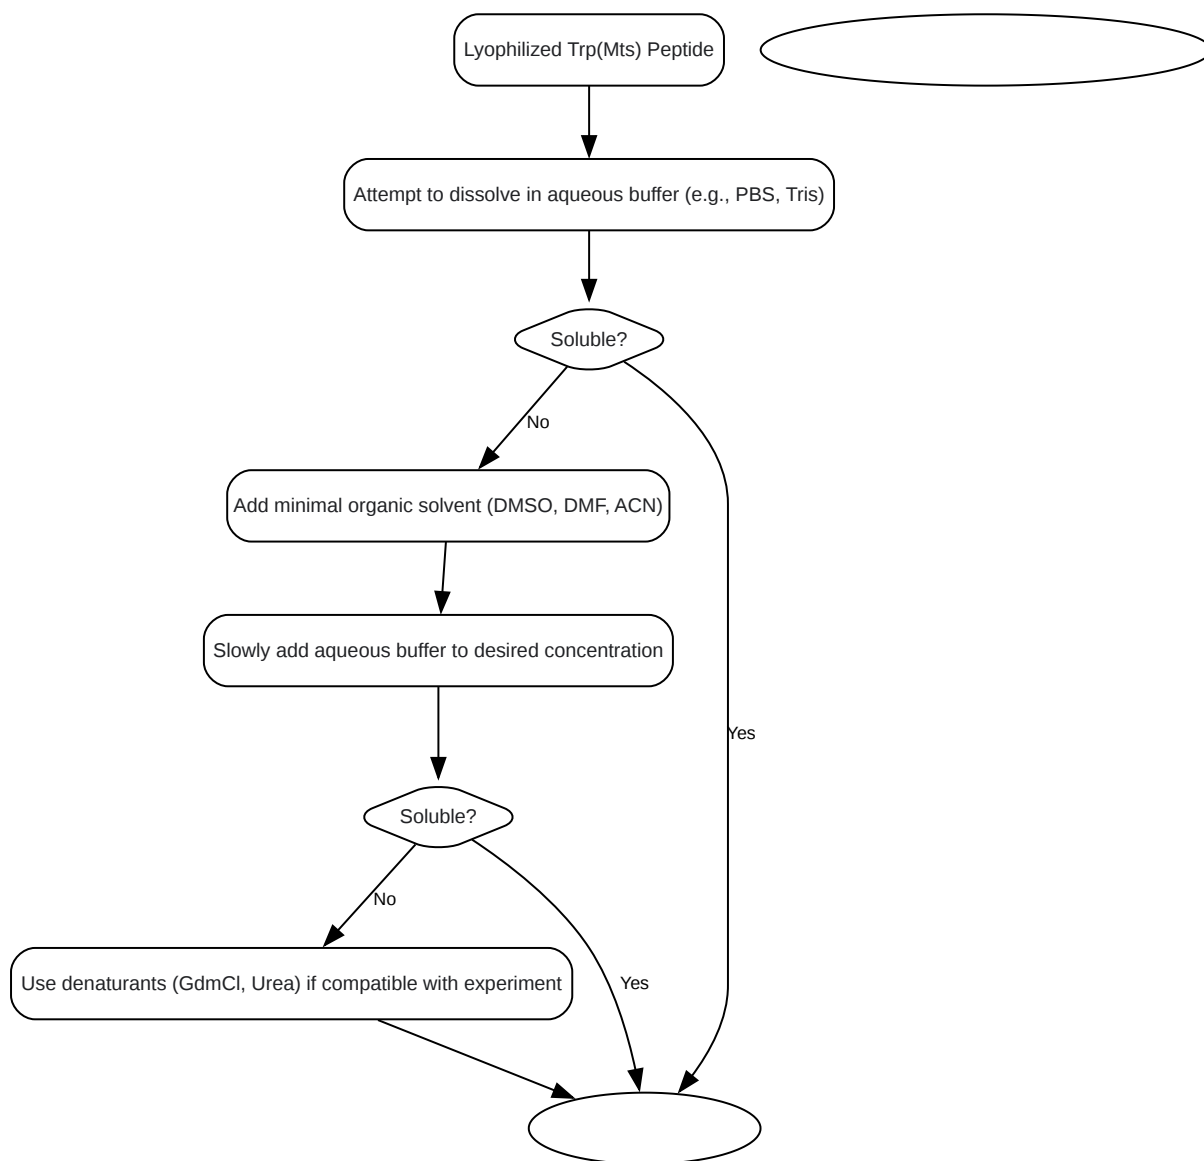 Lyophilized Trp(Mts) Peptide
Attempt to dissolve in aqueous buffer (e.g., PBS, Tris)
Soluble?
No
Add minimal organic solvent (DMSO, DMF, ACN)
Slowly add aqueous buffer to desired concentration
Yes
Soluble?
No
Use denaturants (GdmCl, Urea) if compatible with experiment
Yes